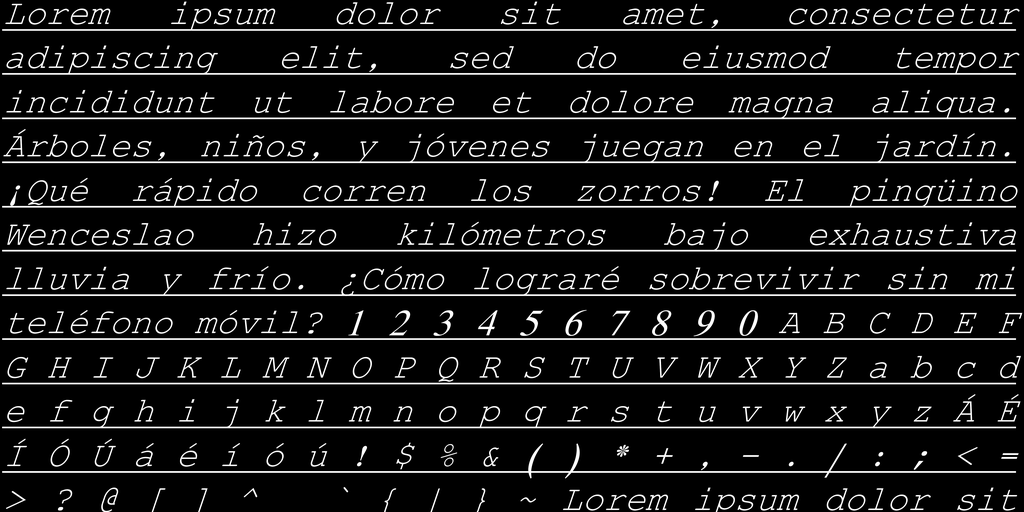 Lorem ipsum dolor sit amet, consectetur
adipiscing elit, sed do eiusmod tempor
incididunt ut labore et dolore magna aliqua.
Árboles, niños, y jóvenes juegan en el jardín.
¡Qué rápido corren los zorros! El pingüino
Wenceslao hizo kilómetros bajo exhaustiva
lluvia y frío. ¿Cómo lograré sobrevivir sin mi
teléfono móvil? 1 2 3 4 5 6 7 8 9 0 A B C D E F
G H I J K L M N O P Q R S T U V W X Y Z a b c d
e f g h i j k l m n o p q r s t u v w x y z Á É
Í Ó Ú á é í ó ú ! $ % & ( ) * + , - . / : ; < =
> ? @ [ ] ^ ` { | } ~ Lorem ipsum dolor sit